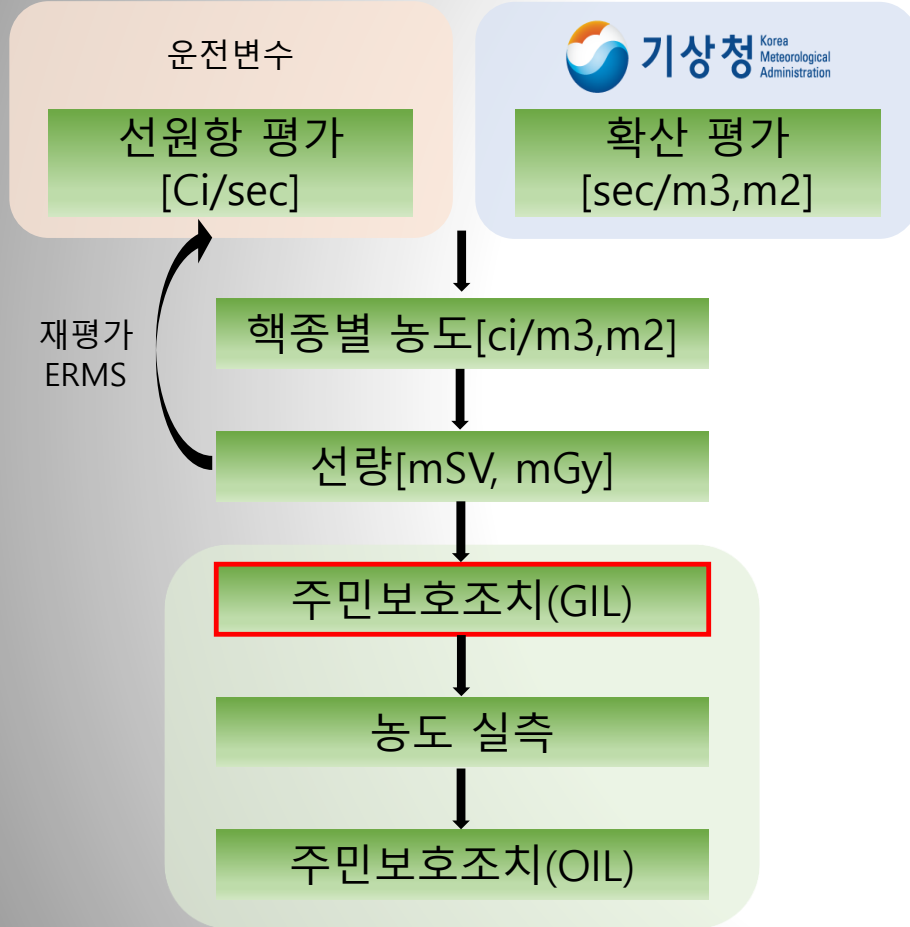 운전변수
선원항 평가
[Ci/sec]
기상청
Korea
Meteorological
Administration
확산 평가
[sec/m3,m2]
핵종별 농도[ci/m3,m2]
재평가
ERMS
선량[mSV, mGy]
주민보호조치(GIL)
농도 실측
주민보호조치(OIL)